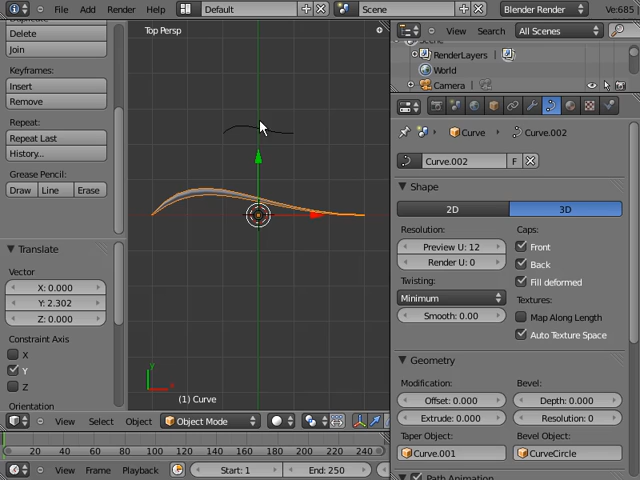 File Add Render Help Default Scene Blender Render Ve:685
Duplicate
Delete
Join
Keyframes:
Insert
Remove
Repeat:
Repeat Last
History...
Grease Pencil:
Draw Line Erase
Translate
Vector
X: 0.000
Y: 2.302
Z: 0.000
Constraint Axis
X
Y
Z
Orientation
Top Persp
y
x
(1) Curve
View Select Object Object Mode
20 40 60 80 100 120 140 160 180 200 220 240
View Frame Playback Start: 1 End: 250
View Search All Scenes
Scene
RenderLayers
World
Camera
Curve Curve.002
Curve.002 F
Shape
2D 3D
Resolution: Caps:
Preview U: 12 Front
Render U: 0 Back
Twisting: Fill deformed
Minimum Textures:
Smooth: 0.00 Map Along Length
Auto Texture Space
Geometry
Modification: Bevel:
Offset: 0.000 Depth: 0.000
Extrude: 0.000 Resolution: 0
Taper Object: Bevel Object:
Curve.001 CurveCircle
Path Animation